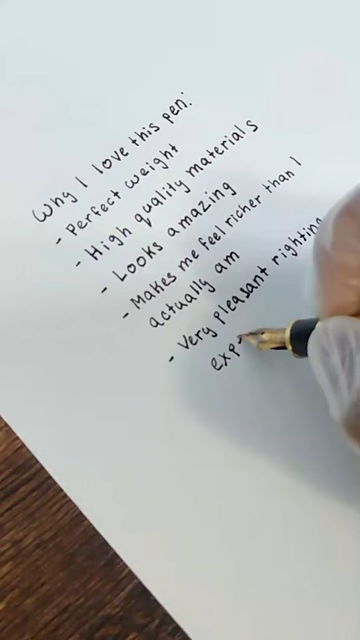 Why I love this pen:
- Perfect weight
- High quality materials
- Looks amazing
- Makes me feel richer than I
actually am
- Very pleasant righting
exp